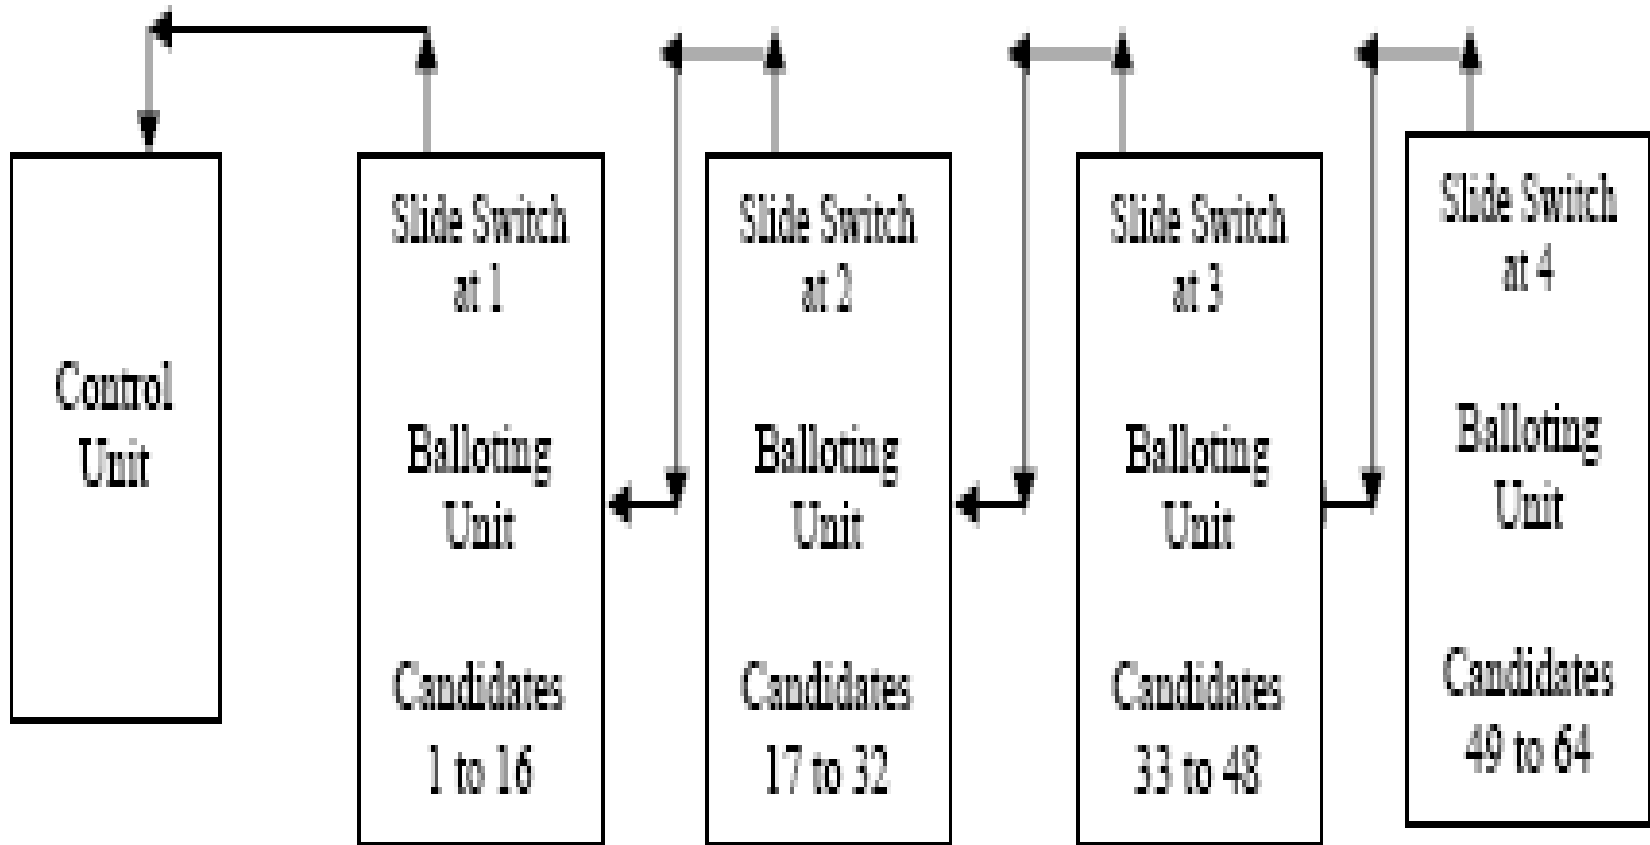 Control
Unit
Slide Switch
at 1
Balloting
Unit
Candidates
1 to 16
Slide Switch
at 2
Balloting
Unit
Candidates
17 to 32
Slide Switch
at 3
Balloting
Unit
Candidates
33 to 48
Slide Switch
at 4
Balloting
Unit
Candidates
49 to 64